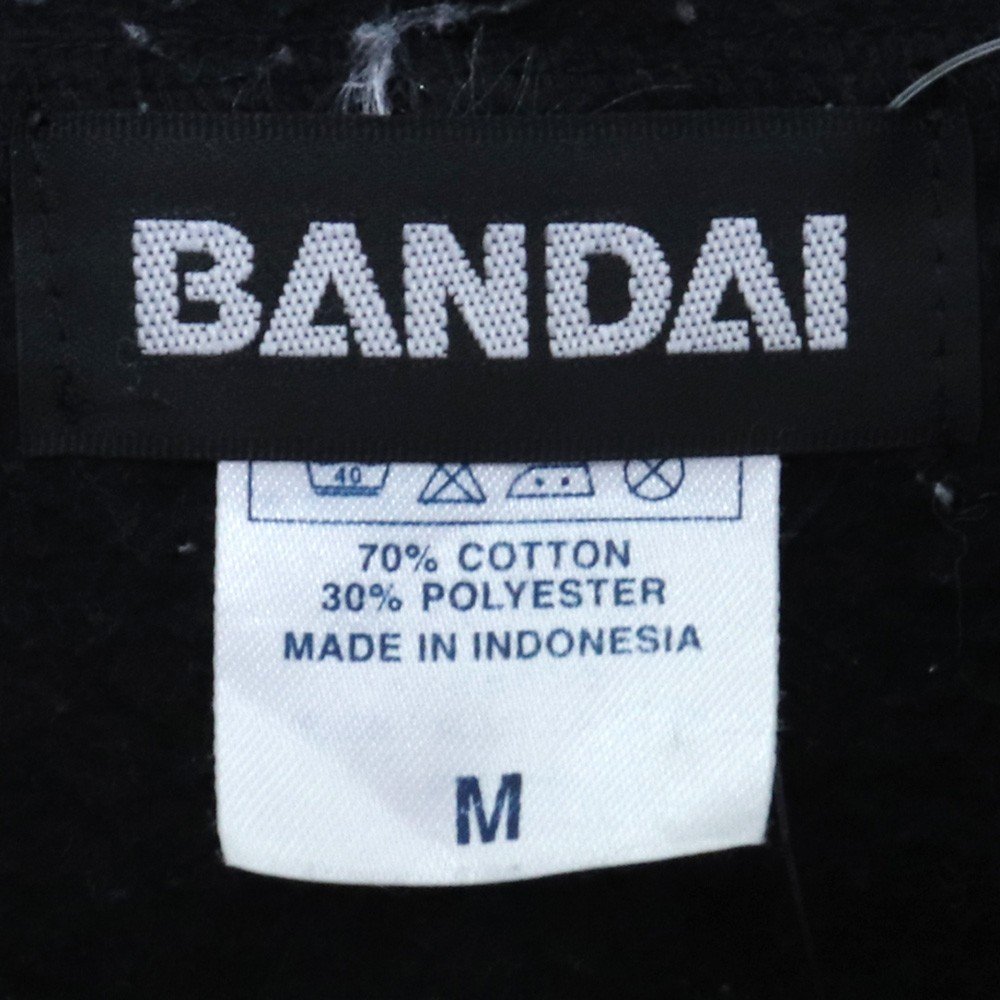 BANDAI
40
70% COTTON
30% POLYESTER
MADE IN INDONESIA
M